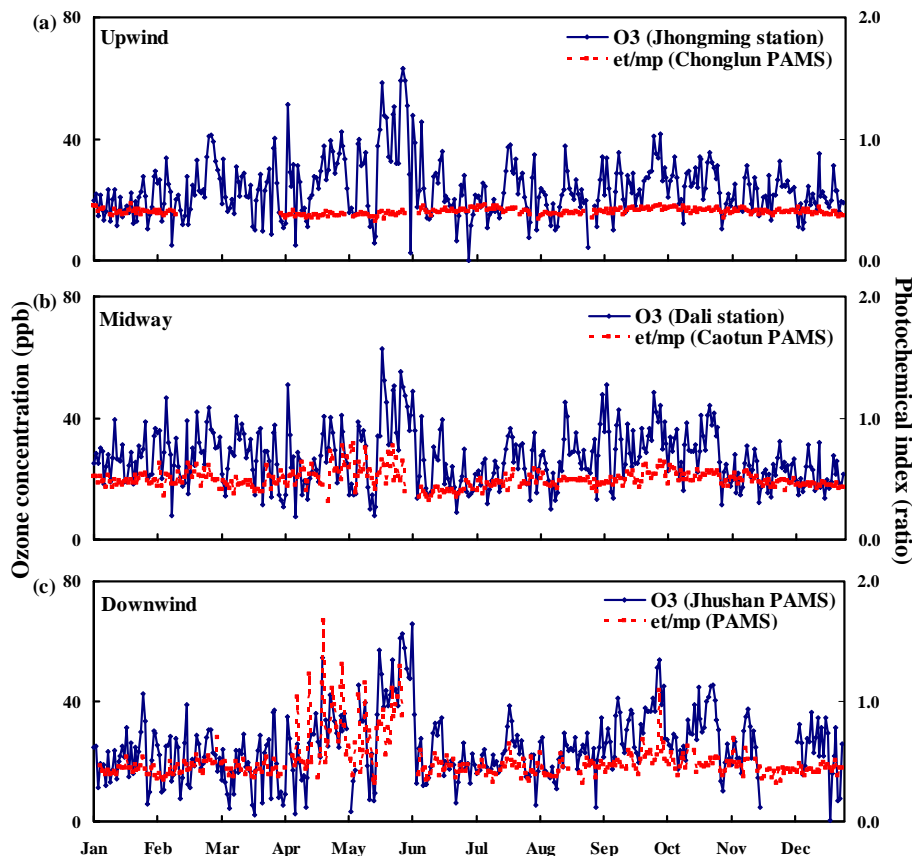 (a) 80 2.0
Upwind
O3 (Jhongming station)
et/mp (Chonglun PAMS)
40 1.0
0 0.0
(b) 80 2.0
Midway
O3 (Dali station)
et/mp (Caotun PAMS)
40 1.0
0 0.0
(c) 80 2.0
Downwind
O3 (Jhushan PAMS)
et/mp (PAMS)
40 1.0
0 0.0
Jan Feb Mar Apr May Jun Jul Aug Sep Oct Nov Dec
Ozone concentration (ppb)
Photochemical index (ratio)